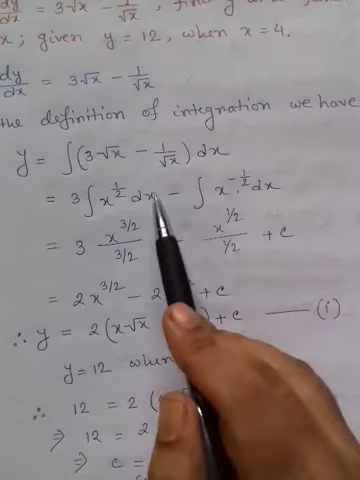 dy/dx = 3√x − 1/√x, find y
x; given y = 12, when x = 4.
dy/dx = 3√x − 1/√x
the definition of integration we have
y = ∫(3√x − 1/√x) dx
= 3∫x^(1/2) dx − ∫ x^(-1/2) dx
= 3 x^(3/2)/(3/2) − x^(1/2)/(1/2) + c
= 2x^(3/2) − 2 + c
∴ y = 2(x√x ) + c —— (i)
y = 12 when
∴ 12 = 2(
⇒ 12 = 2
⇒ c =